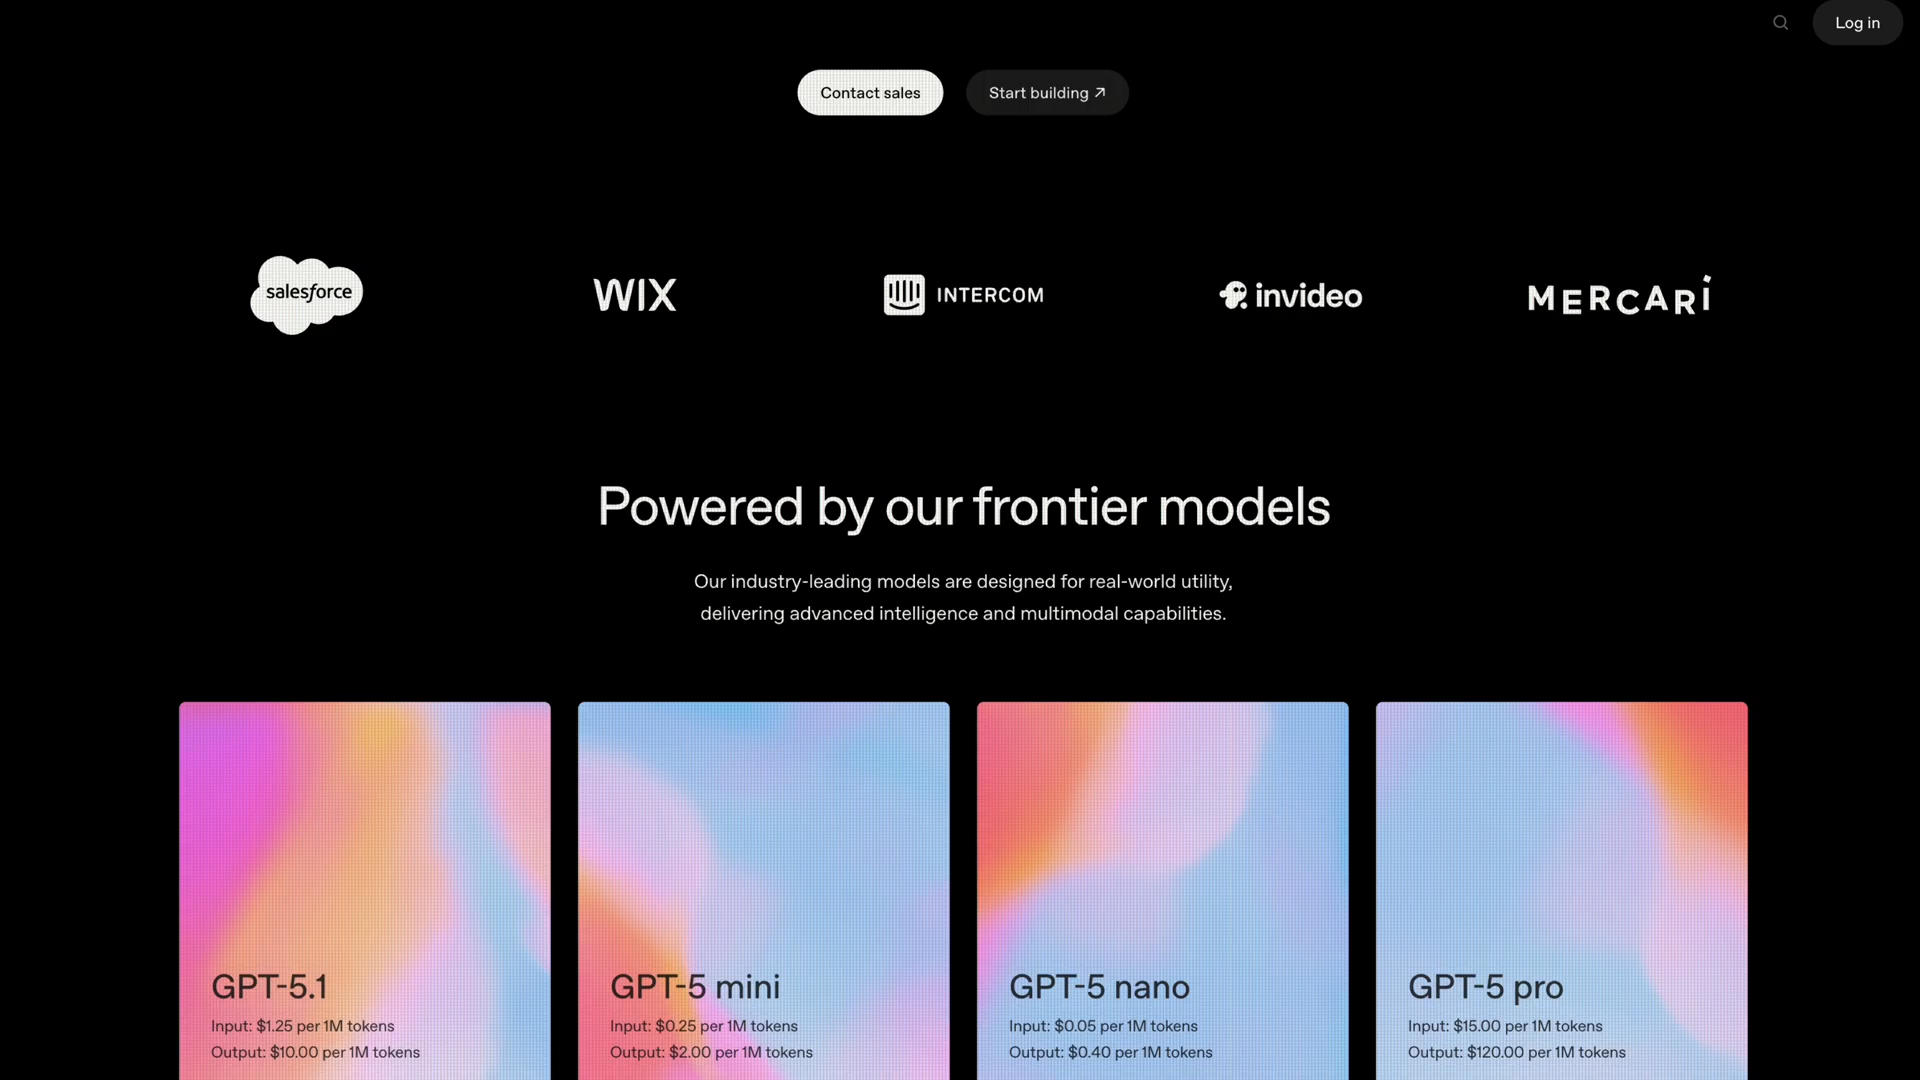 Log in
Contact sales
Start building ↗
salesforce
WIX
INTERCOM
invideo
MERCARI
Powered by our frontier models
Our industry-leading models are designed for real-world utility,
delivering advanced intelligence and multimodal capabilities.
GPT-5.1
Input: $1.25 per 1M tokens
Output: $10.00 per 1M tokens
GPT-5 mini
Input: $0.25 per 1M tokens
Output: $2.00 per 1M tokens
GPT-5 nano
Input: $0.05 per 1M tokens
Output: $0.40 per 1M tokens
GPT-5 pro
Input: $15.00 per 1M tokens
Output: $120.00 per 1M tokens